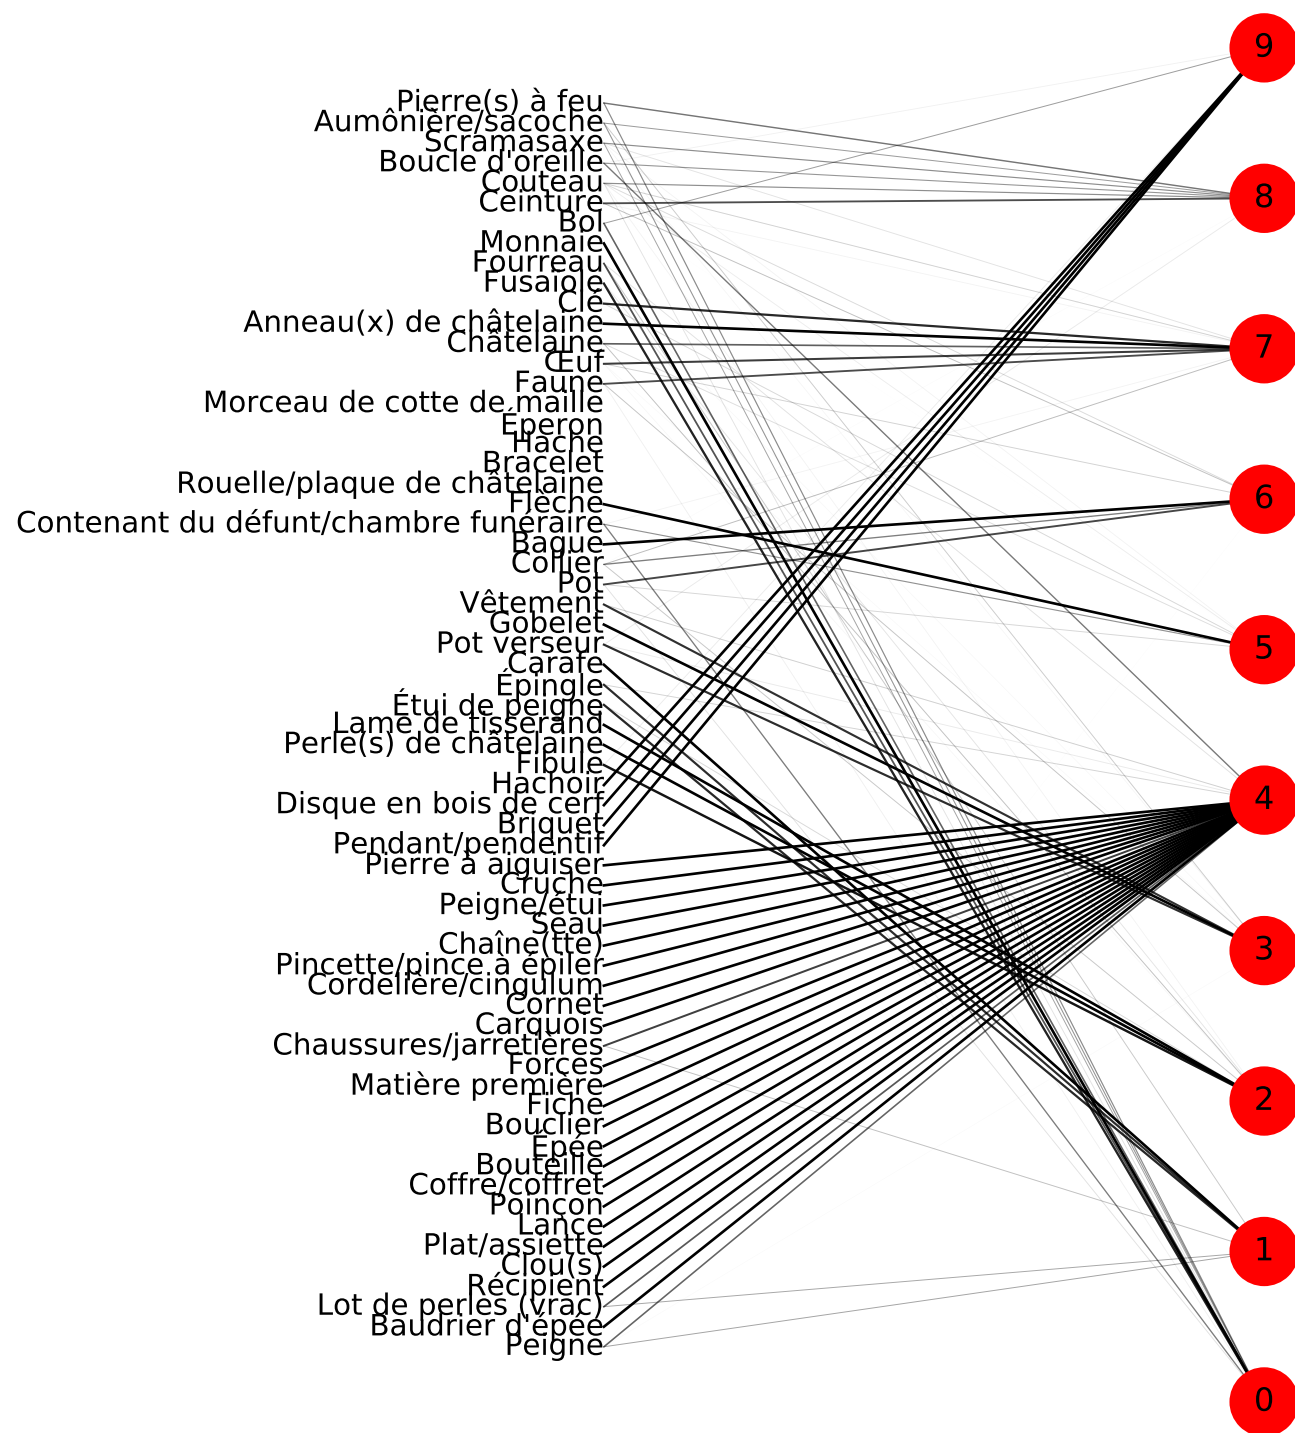 Pierre(s) à feu
Aumônière/sacoche
Scramasaxe
Boucle d'oreille
Couteau
Ceinture
Bol
Monnaie
Fourreau
Fusaïole
Clé
Anneau(x) de châtelaine
Châtelaine
Œuf
Faune
Morceau de cotte de maille
Éperon
Hache
Bracelet
Rouelle/plaque de châtelaine
Flèche
Contenant du défunt/chambre funéraire
Bague
Collier
Pot
Vêtement
Gobelet
Pot verseur
Carafe
Épingle
Étui de peigne
Lame de tisserand
Perle(s) de châtelaine
Fibule
Hachoir
Disque en bois de cerf
Briquet
Pendant/pendentif
Pierre à aiguiser
Cruche
Peigne/étui
Seau
Chaîne(tte)
Pincette/pince à épiler
Cordelière/cingulum
Cornet
Carquois
Chaussures/jarretières
Forces
Matière première
Fiche
Bouclier
Épée
Bouteille
Coffre/coffret
Poinçon
Lance
Plat/assiette
Clou(s)
Récipient
Lot de perles (vrac)
Baudrier d'épée
Peigne
9
8
7
6
5
4
3
2
1
0